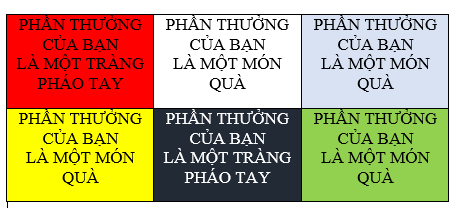 PHẦN THƯỞNG
CỦA BẠN
LÀ MỘT TRÀNG
PHÁO TAY
PHẦN THƯỞNG
CỦA BẠN
LÀ MỘT MÓN
QUÀ
PHẦN THƯỞNG
CỦA BẠN
LÀ MỘT MÓN
QUÀ
PHẦN THƯỞNG
CỦA BẠN
LÀ MỘT MÓN
QUÀ
PHẦN THƯỞNG
CỦA BẠN
LÀ MỘT TRÀNG
PHÁO TAY
PHẦN THƯỞNG
CỦA BẠN
LÀ MỘT MÓN
QUÀ